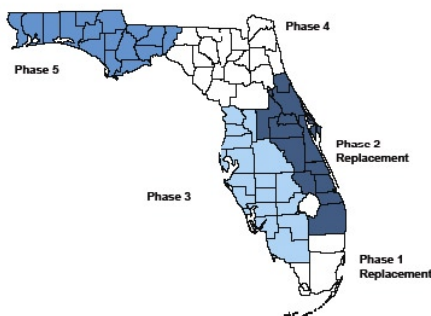 Phase 4
Phase 5
Phase 2
Replacement
Phase 3
Phase 1
Replacement